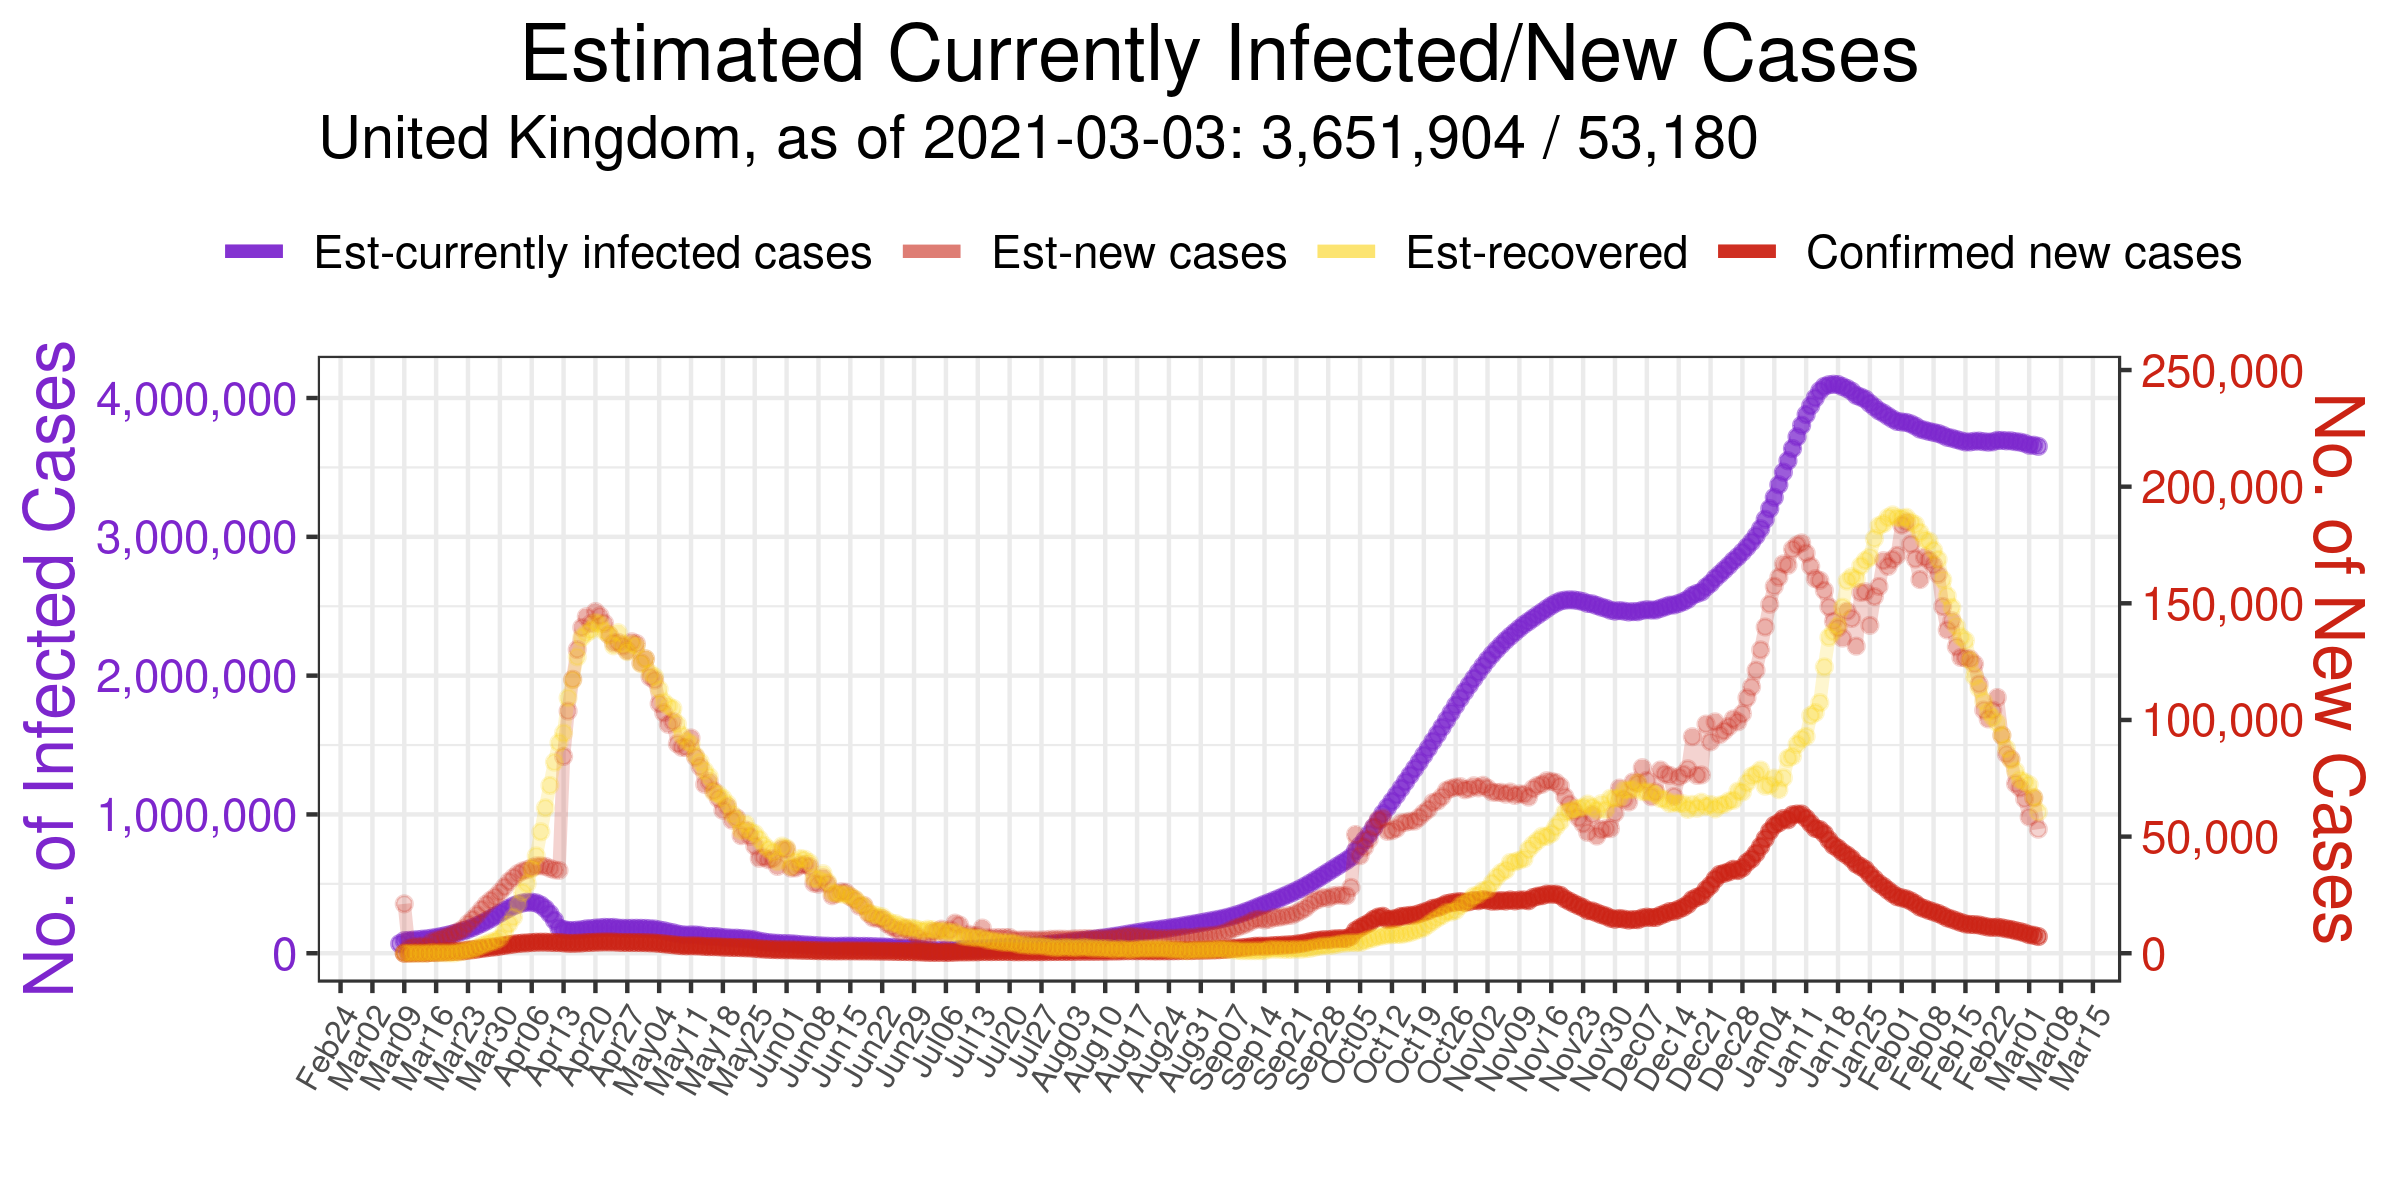 Estimated Currently Infected/New Cases
United Kingdom, as of 2021-03-03: 3,651,904 / 53,180
Est-currently infected cases Est-new cases Est-recovered Confirmed new cases
No. of Infected Cases
4,000,000
3,000,000
2,000,000
1,000,000
0
250,000
200,000
150,000
100,000
50,000
0
No. of New Cases
Feb24 Mar02 Mar09 Mar16 Mar23 Mar30 Apr06 Apr13 Apr20 Apr27 May04 May11 May18 May25 Jun01 Jun08 Jun15 Jun22 Jun29 Jul06 Jul13 Jul20 Jul27 Aug03 Aug10 Aug17 Aug24 Aug31 Sep07 Sep14 Sep21 Sep28 Oct05 Oct12 Oct19 Oct26 Nov02 Nov09 Nov16 Nov23 Nov30 Dec07 Dec14 Dec21 Dec28 Jan04 Jan11 Jan18 Jan25 Feb01 Feb08 Feb15 Feb22 Mar01 Mar08 Mar15